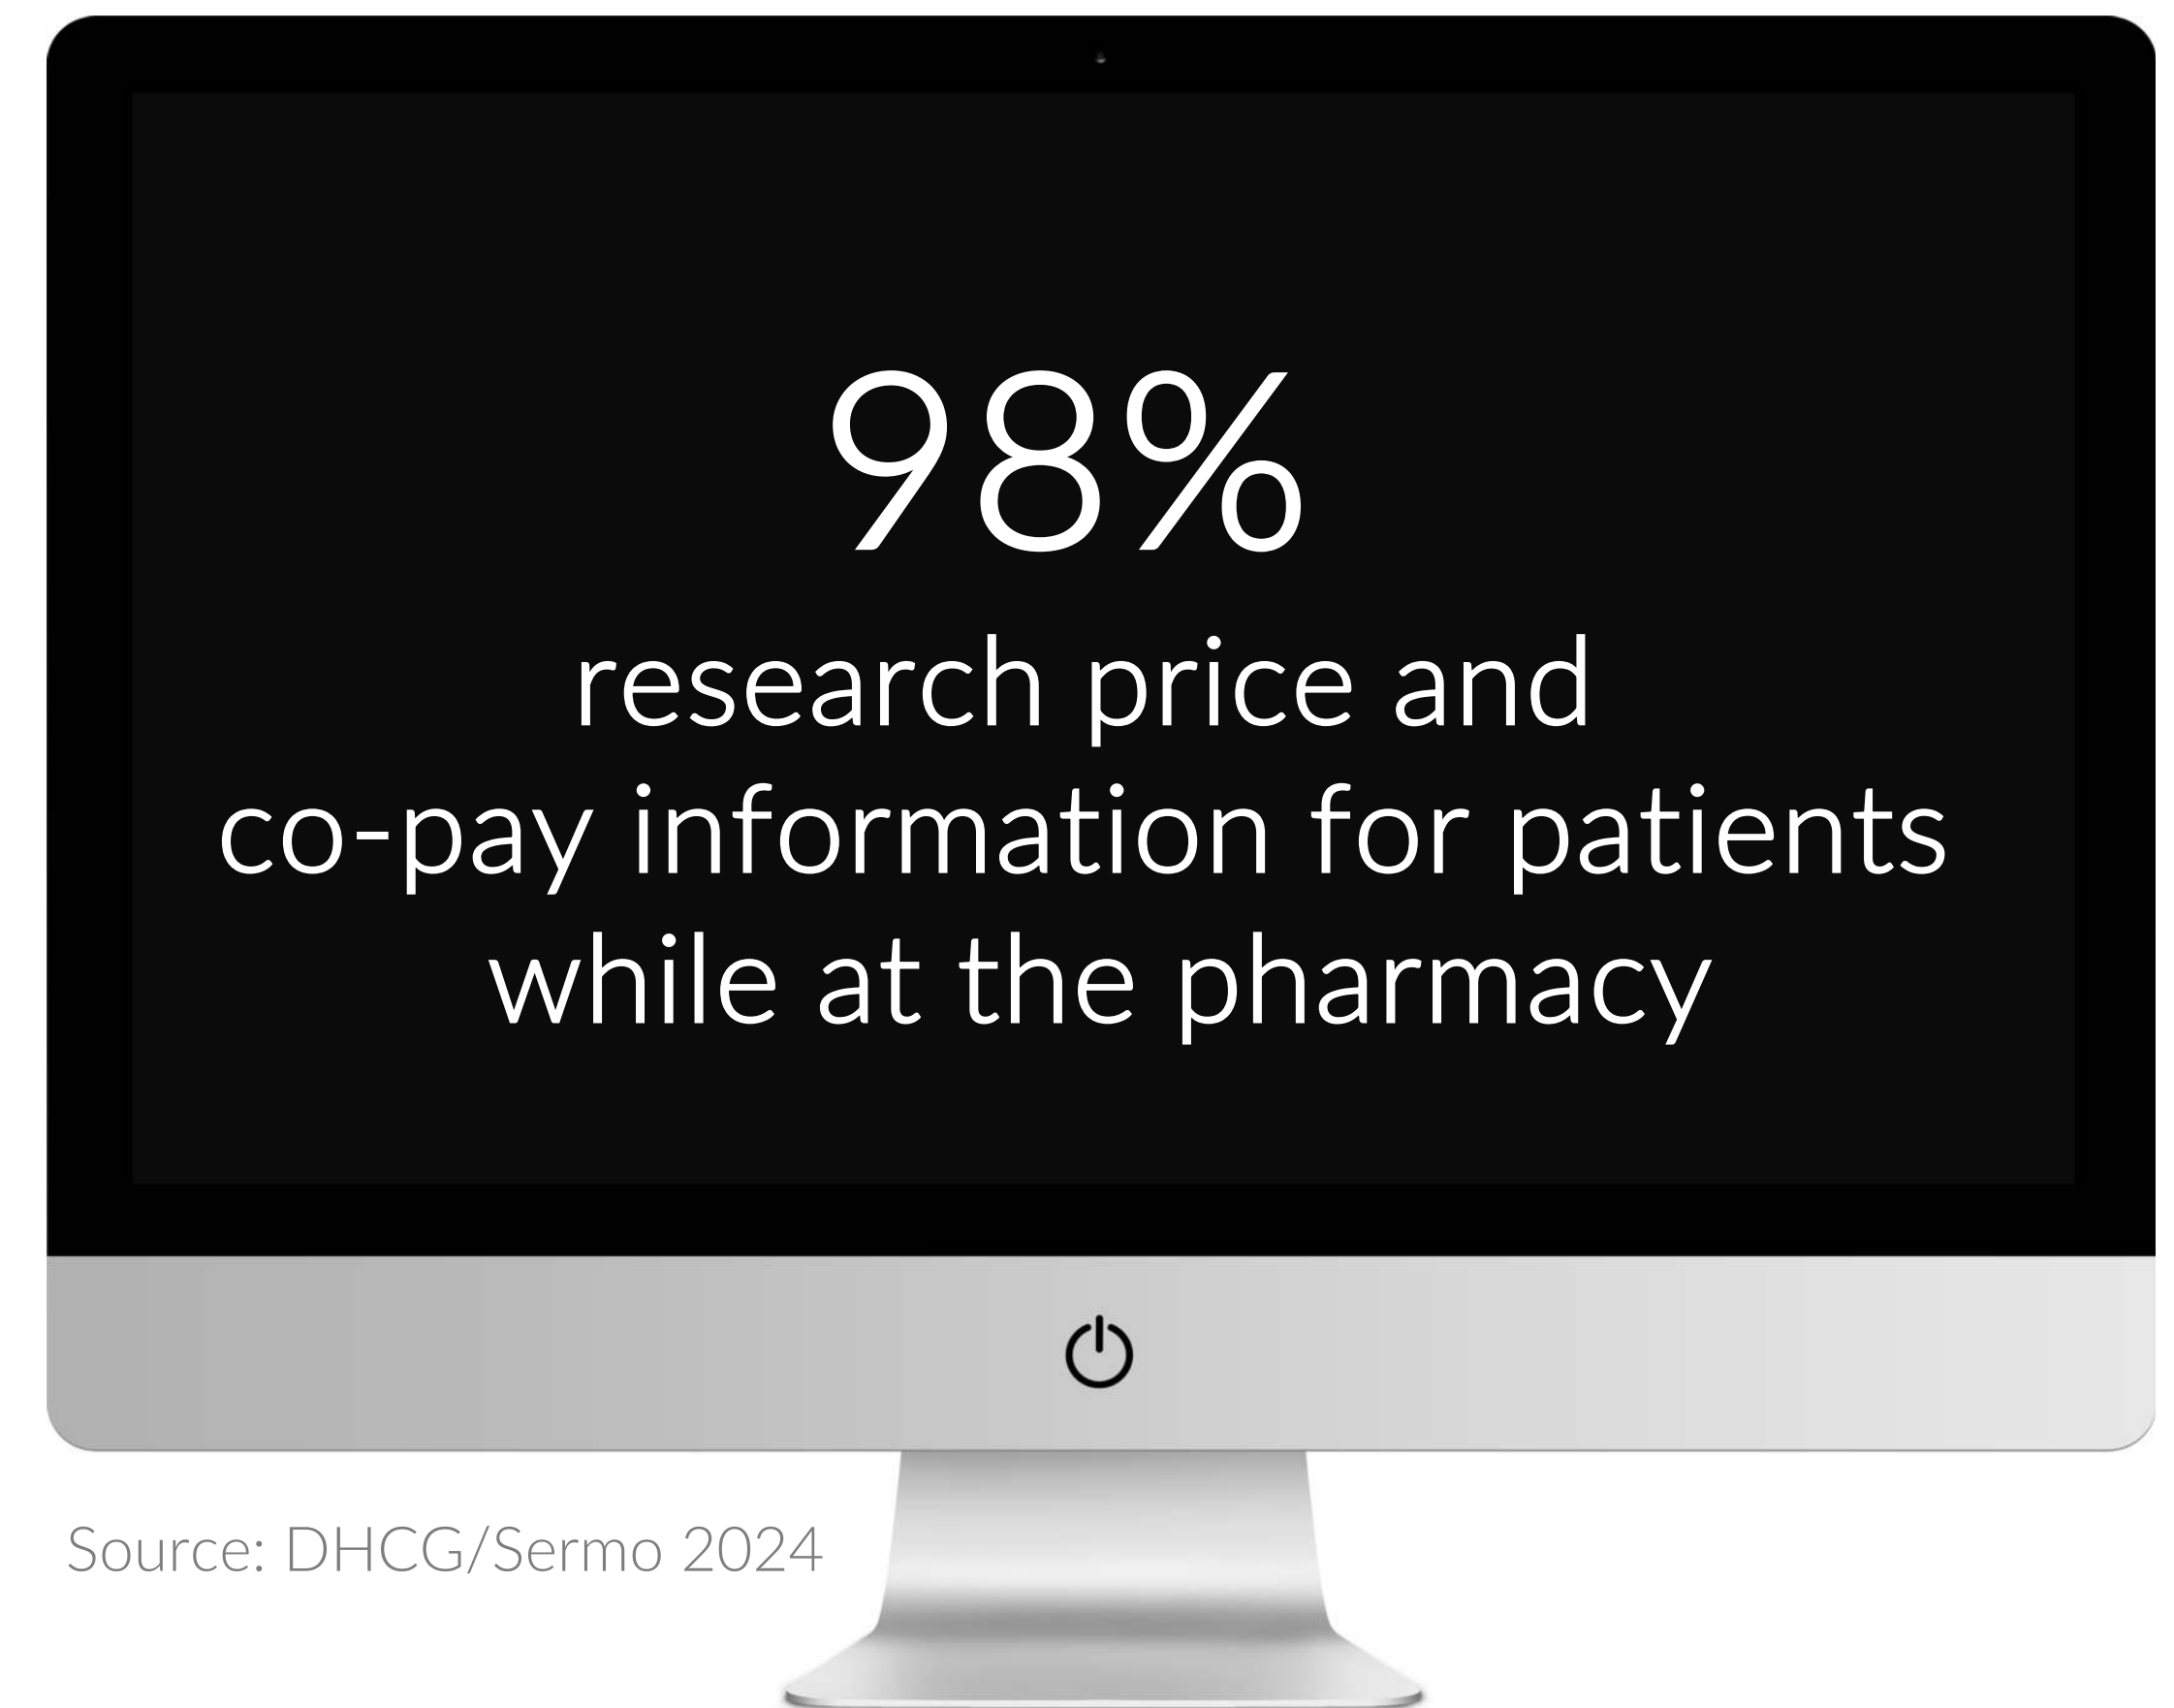 98%
research price and
co-pay information for patients
while at the pharmacy
Source: DHCG/Sermo 2024